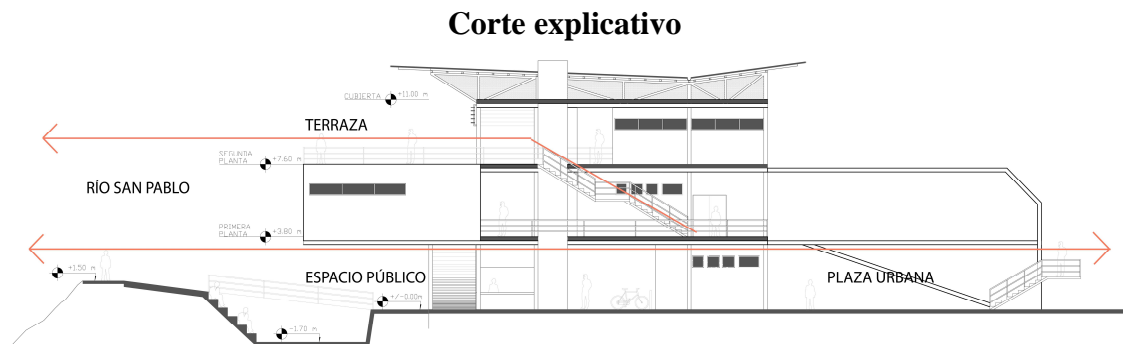 Corte explicativo
CUBIERTA +11.00 m
TERRAZA
SEGUNDA
PLANTA +7.60 m
RÍO SAN PABLO
PRIMERA
PLANTA +3.80 m
+1.50 m
ESPACIO PÚBLICO
PLAZA URBANA
+/-0.00m
-1.70 m